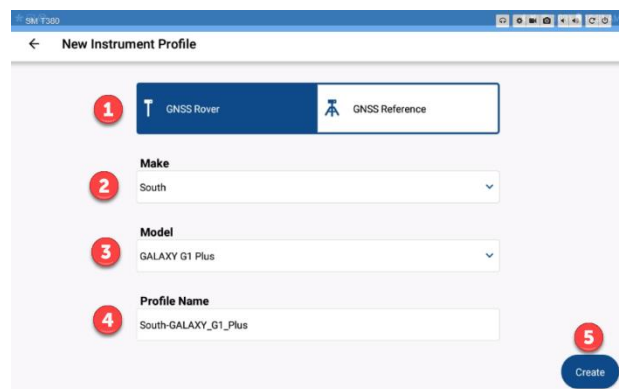 SM T380
New Instrument Profile
1
GNSS Rover
GNSS Reference
Make
2
South
Model
3
GALAXY G1 Plus
Profile Name
4
South-GALAXY_G1_Plus
5
Create